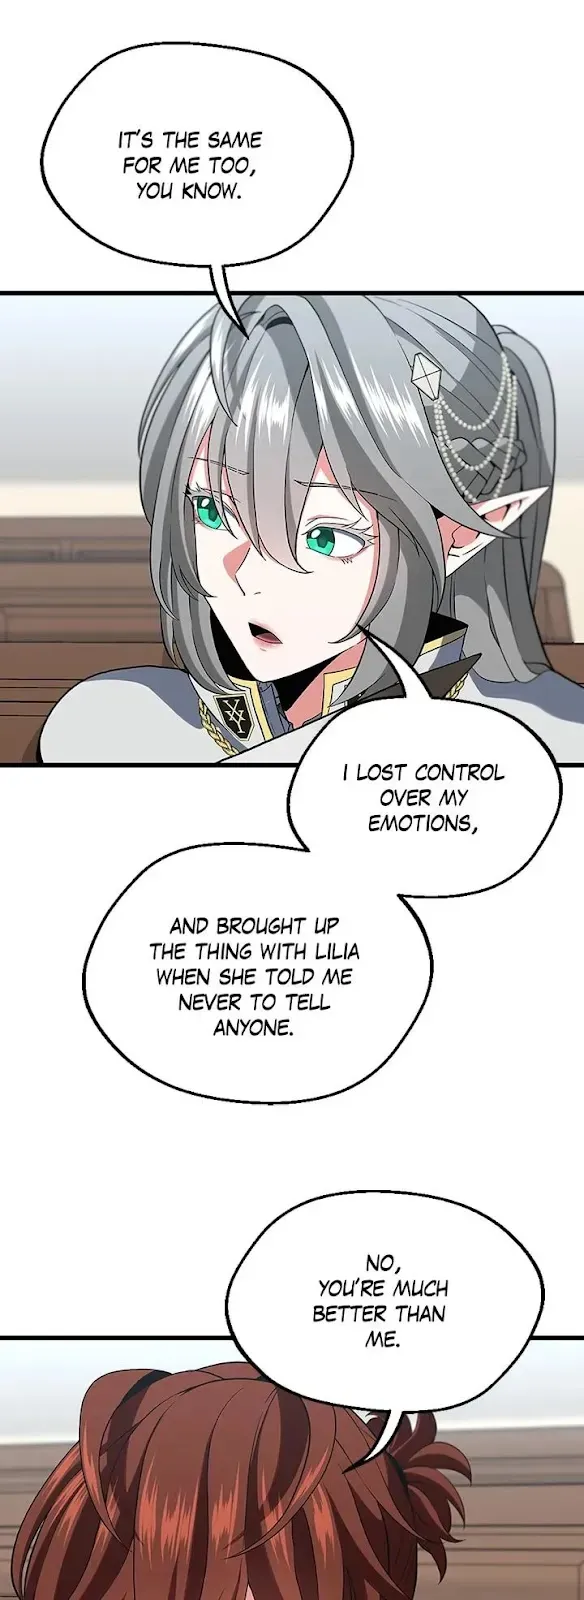 IT'S THE SAME
FOR ME TOO,
YOU KNOW.
I LOST CONTROL
OVER MY
EMOTIONS,
AND BROUGHT UP
THE THING WITH LILIA
WHEN SHE TOLD ME
NEVER TO TELL
ANYONE.
NO,
YOU'RE MUCH
BETTER THAN
ME.